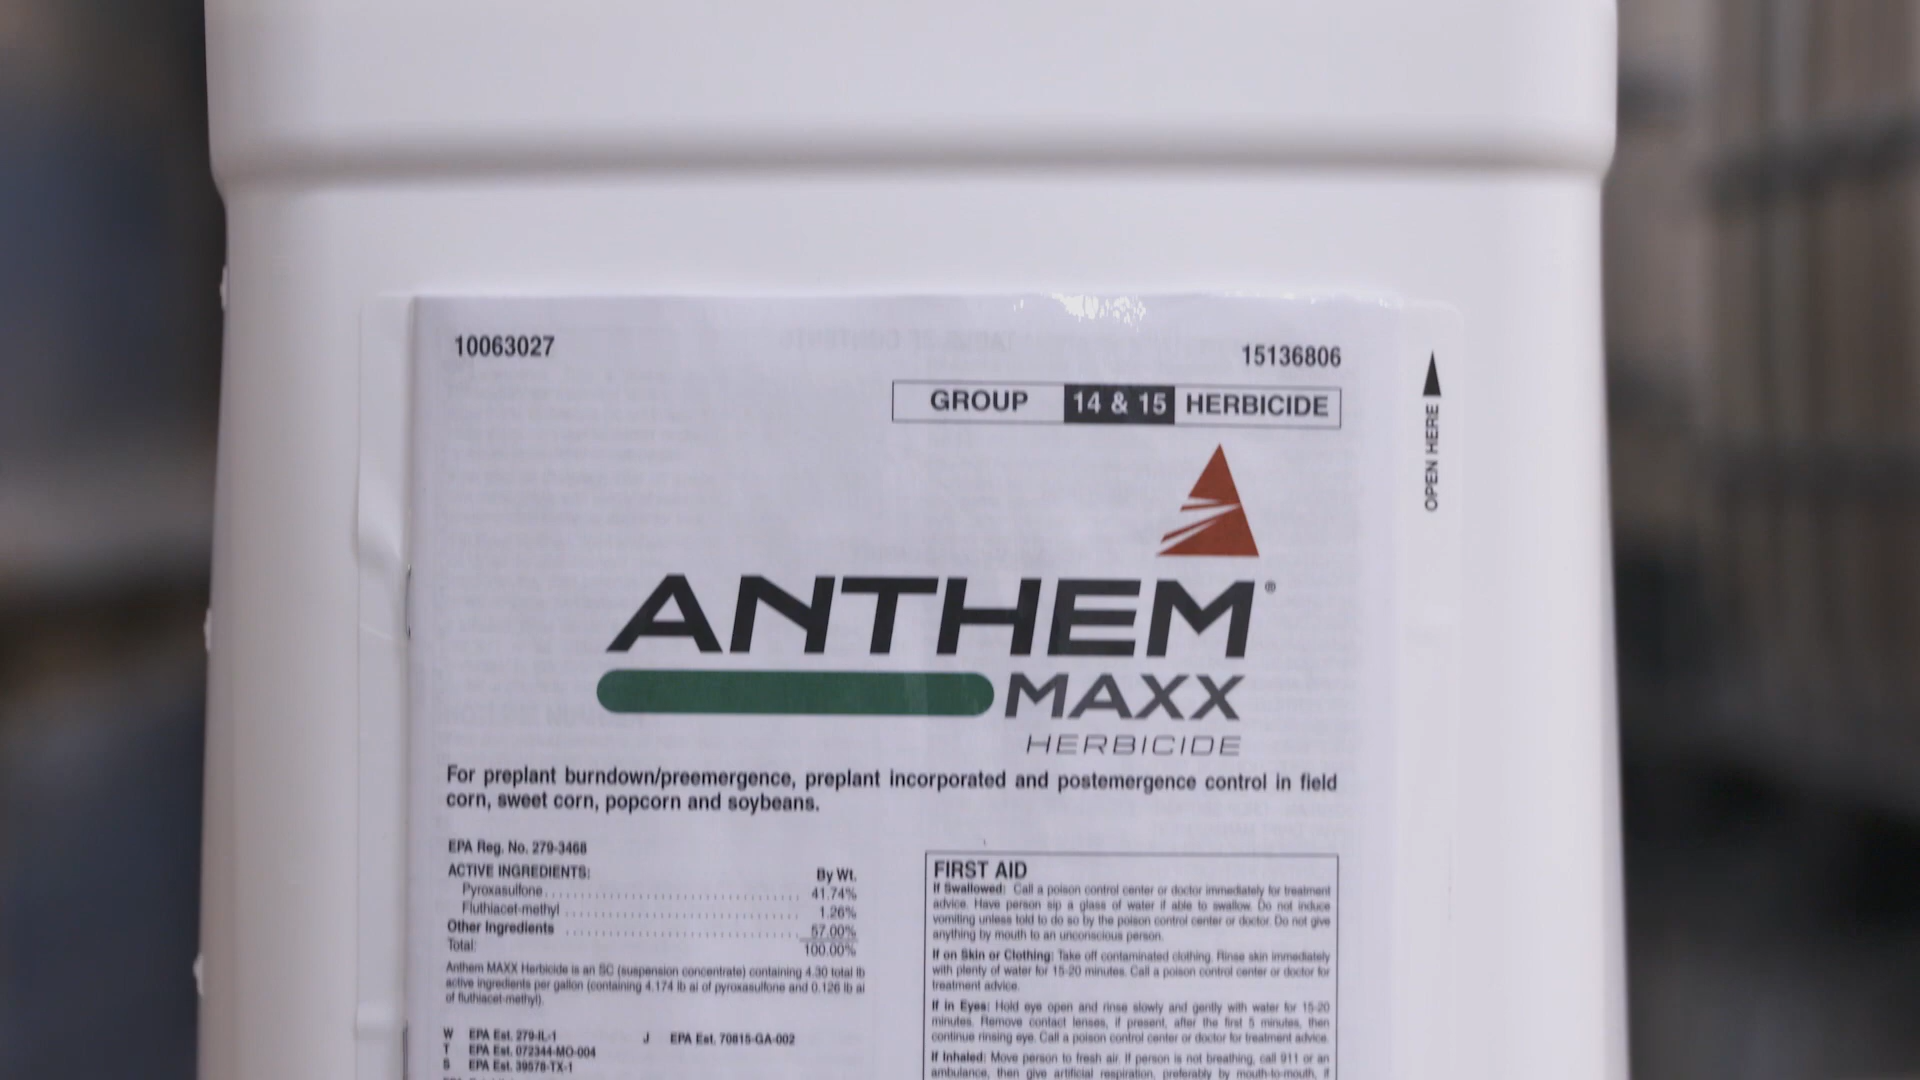 10063027
15136806
GROUP 14 & 15 HERBICIDE
OPEN HERE
ANTHEM®
MAXX
HERBICIDE
For preplant burndown/preemergence, preplant incorporated and postemergence control in field
corn, sweet corn, popcorn and soybeans.
EPA Reg. No. 279-3468
ACTIVE INGREDIENTS: By Wt.
Pyroxasulfone 41.74%
Fluthiacet-methyl 1.26%
Other Ingredients 57.00%
Total: 100.00%
Anthem MAXX Herbicide is an SC (suspension concentrate) containing 4.30 total lb
active ingredients per gallon (containing 4.174 lb ai of pyroxasulfone and 0.126 lb ai
of fluthiacet-methyl).
W EPA Est. 279-IL-1 J EPA Est. 70815-GA-002
T EPA Est. 072344-MO-004
S EPA Est. 39578-TX-1
FIRST AID
If Swallowed: Call a poison control center or doctor immediately for treatment
advice. Have person sip a glass of water if able to swallow. Do not induce
vomiting unless told to do so by the poison control center or doctor. Do not give
anything by mouth to an unconscious person.
If on Skin or Clothing: Take off contaminated clothing. Rinse skin immediately
with plenty of water for 15-20 minutes. Call a poison control center or doctor for
treatment advice.
If in Eyes: Hold eye open and rinse slowly and gently with water for 15-20
minutes. Remove contact lenses, if present, after the first 5 minutes, then
continue rinsing eye. Call a poison control center or doctor for treatment advice.
If Inhaled: Move person to fresh air. If person is not breathing, call 911 or an
ambulance, then give artificial respiration, preferably by mouth-to-mouth, if